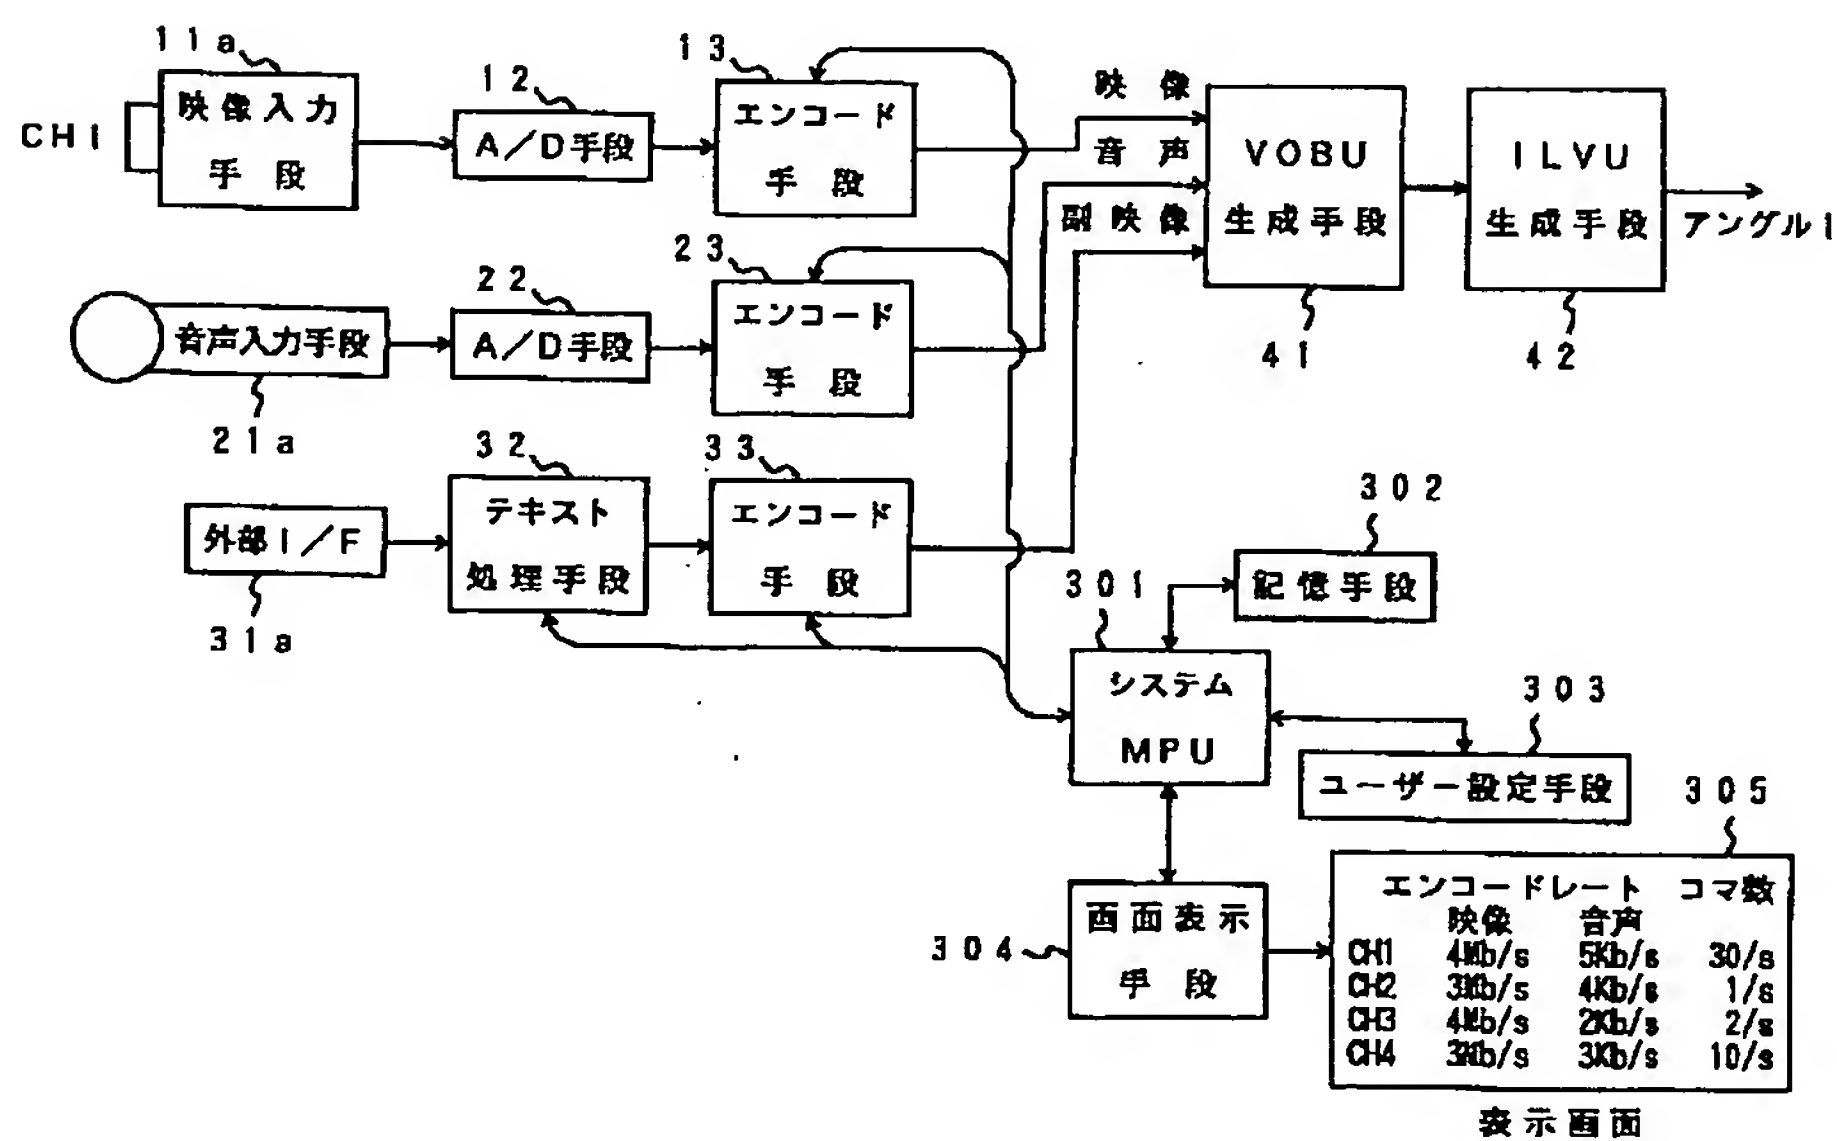 11a
CH1
映像入力
手段
12
A/D手段
13
エンコード
手段
映像
音声
副映像
VOBU
生成手段
41
ILVU
生成手段
42
アングル1
音声入力手段
21a
22
A/D手段
23
エンコード
手段
外部I/F
31a
32
テキスト
処理手段
33
エンコード
手段
301
システム
MPU
302
記憶手段
303
ユーザー設定手段
304
画面表示
手段
305
エンコードレート コマ数
映像 音声
CH1 4Mb/s 5Kb/s 30/s
CH2 3Mb/s 4Kb/s 1/s
CH3 4Mb/s 2Kb/s 2/s
CH4 3Mb/s 3Kb/s 10/s
表示画面